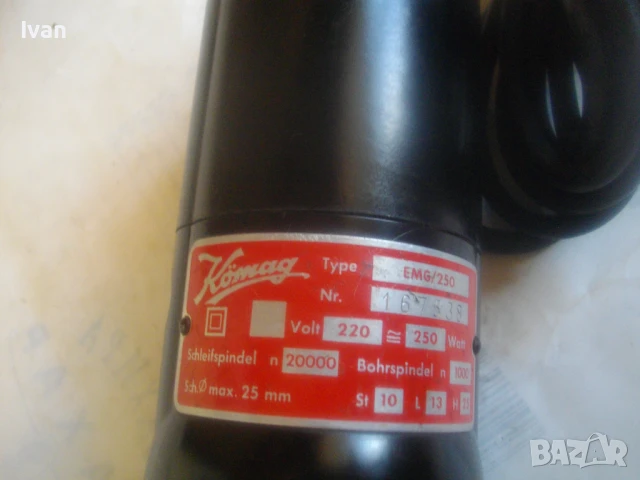 Ivan
Kömag
Type EMG/250
Nr.
Volt 220 ≅ 250 Watt
Schleifspindel n 20000
Bohrspindel n 1000
Sch.Ø max. 25 mm
St 10 L 13 H
BAZAR